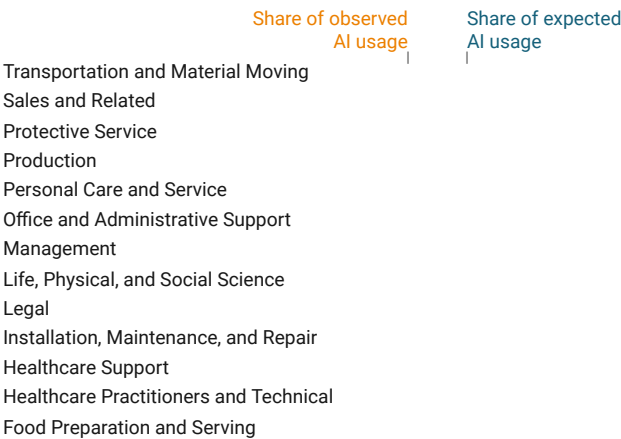 Share of observed
AI usage
Share of expected
AI usage
Transportation and Material Moving
Sales and Related
Protective Service
Production
Personal Care and Service
Office and Administrative Support
Management
Life, Physical, and Social Science
Legal
Installation, Maintenance, and Repair
Healthcare Support
Healthcare Practitioners and Technical
Food Preparation and Serving